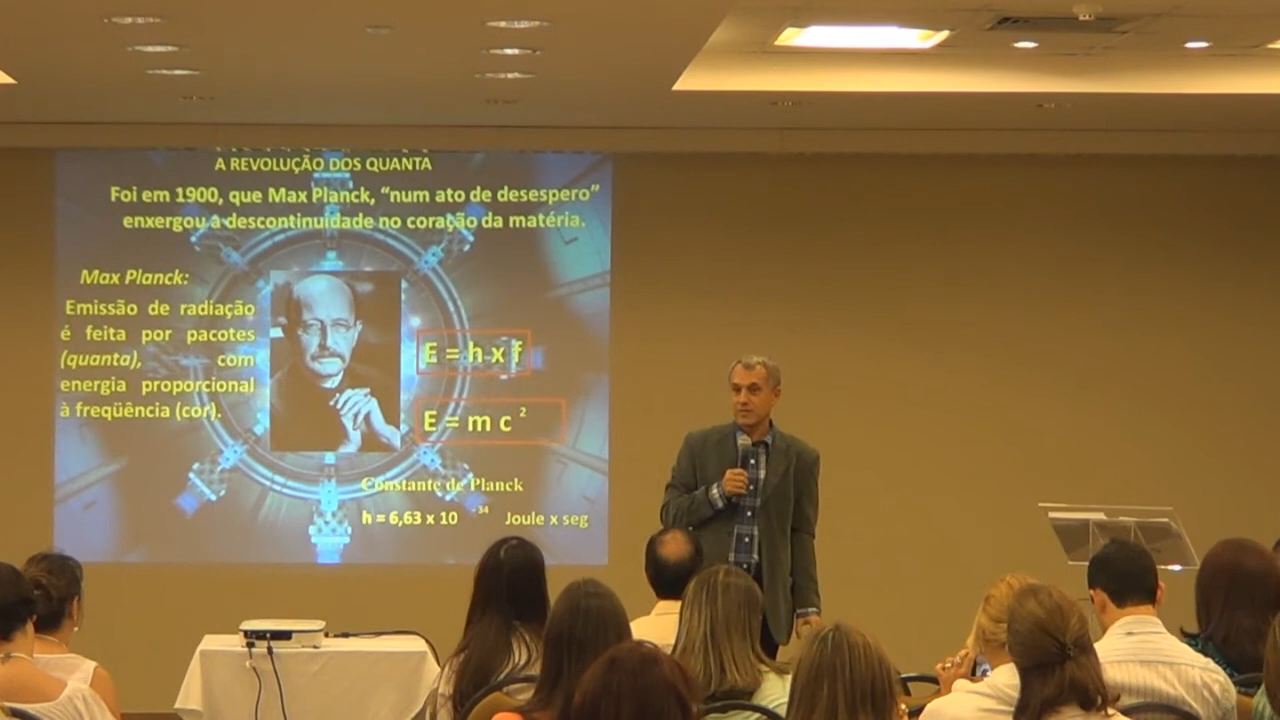 A REVOLUÇÃO DOS QUANTA
Foi em 1900, que Max Planck, “num ato de desespero”
enxergou a descontinuidade no coração da matéria.
Max Planck:
Emissão de radiação
é feita por pacotes
(quanta), com
energia proporcional
à freqüência (cor).
E = h x f
E = m c ²
Constante de Planck
h = 6,63 x 10 ⁻³⁴ Joule x seg